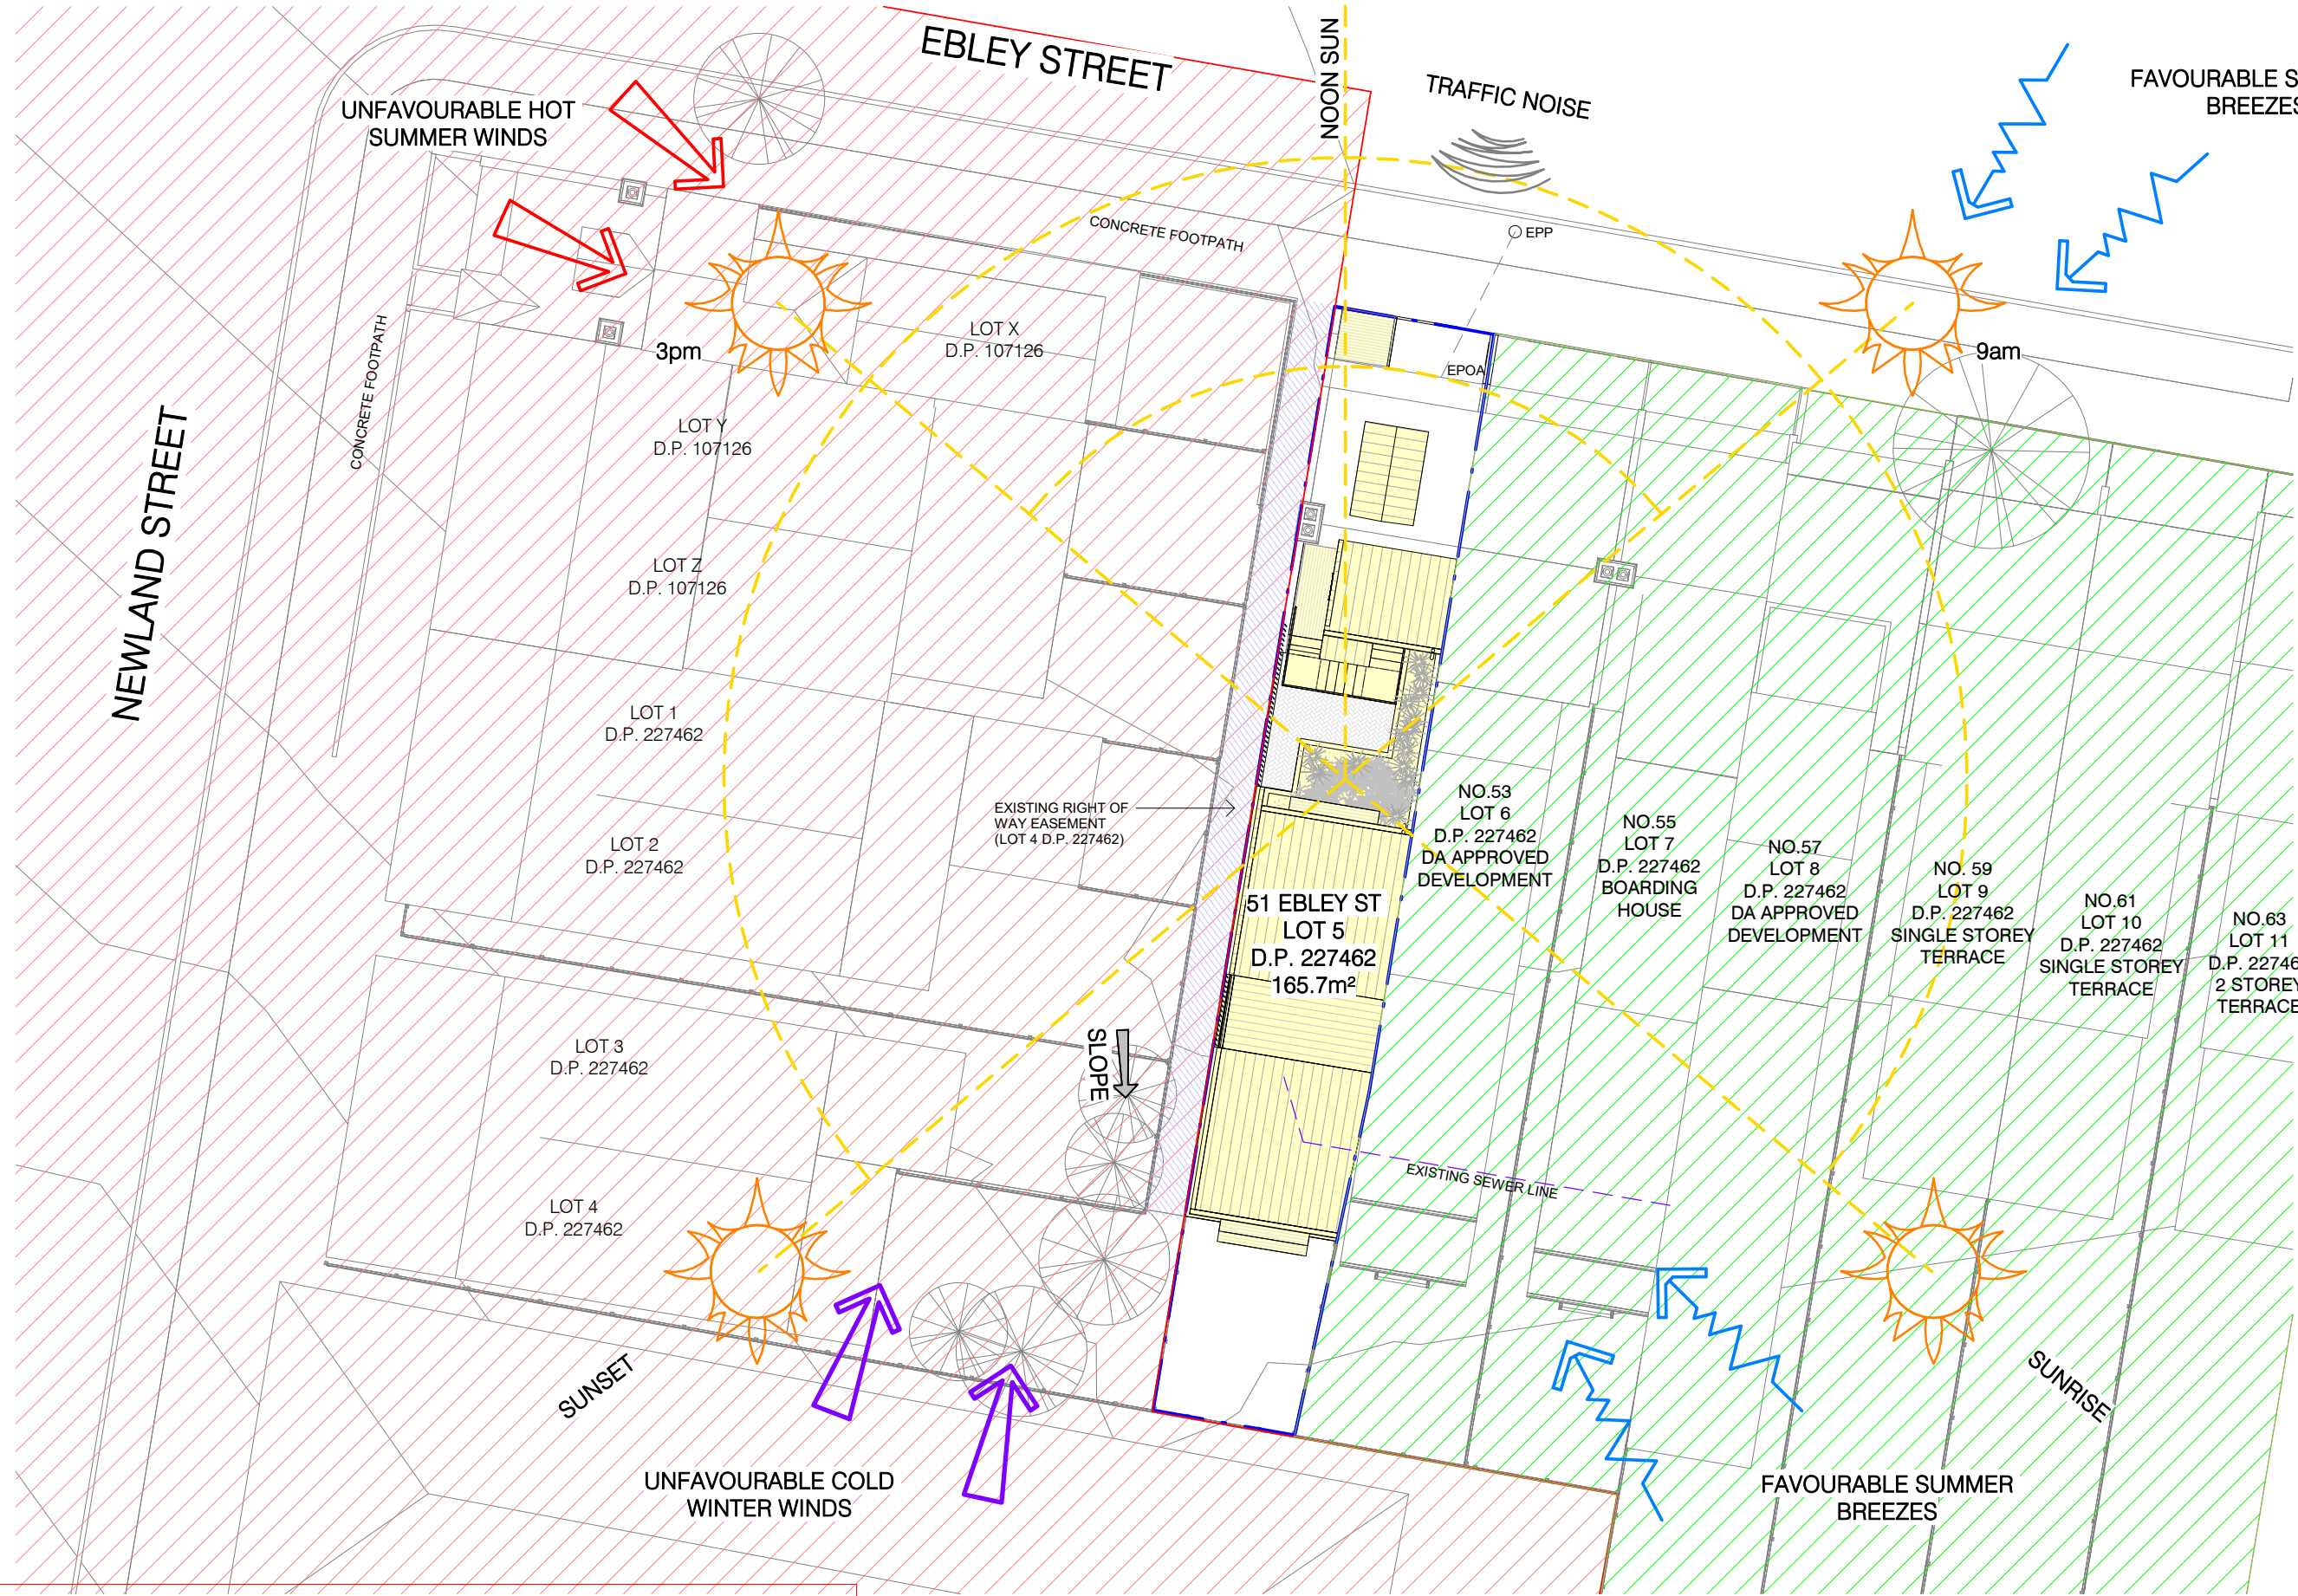 EBLEY STREET
NOON SUN
TRAFFIC NOISE
FAVOURABLE S
BREEZES
UNFAVOURABLE HOT
SUMMER WINDS
CONCRETE FOOTPATH
EPP
3pm
9am
LOT X
D.P. 107126
EPOA
CONCRETE FOOTPATH
LOT Y
D.P. 107126
NEWLAND STREET
LOT Z
D.P. 107126
LOT 1
D.P. 227462
EXISTING RIGHT OF
WAY EASEMENT
(LOT 4 D.P. 227462)
LOT 2
D.P. 227462
NO.53
LOT 6
D.P. 227462
DA APPROVED
DEVELOPMENT
NO.55
LOT 7
D.P. 227462
BOARDING
HOUSE
NO.57
LOT 8
D.P. 227462
DA APPROVED
DEVELOPMENT
NO. 59
LOT 9
D.P. 227462
SINGLE STOREY
TERRACE
NO.61
LOT 10
D.P. 227462
SINGLE STOREY
TERRACE
NO.63
LOT 11
D.P. 22746
2 STOREY
TERRACE
51 EBLEY ST
LOT 5
D.P. 227462
165.7m²
SLOPE
LOT 3
D.P. 227462
EXISTING SEWER LINE
LOT 4
D.P. 227462
SUNSET
SUNRISE
UNFAVOURABLE COLD
WINTER WINDS
FAVOURABLE SUMMER
BREEZES